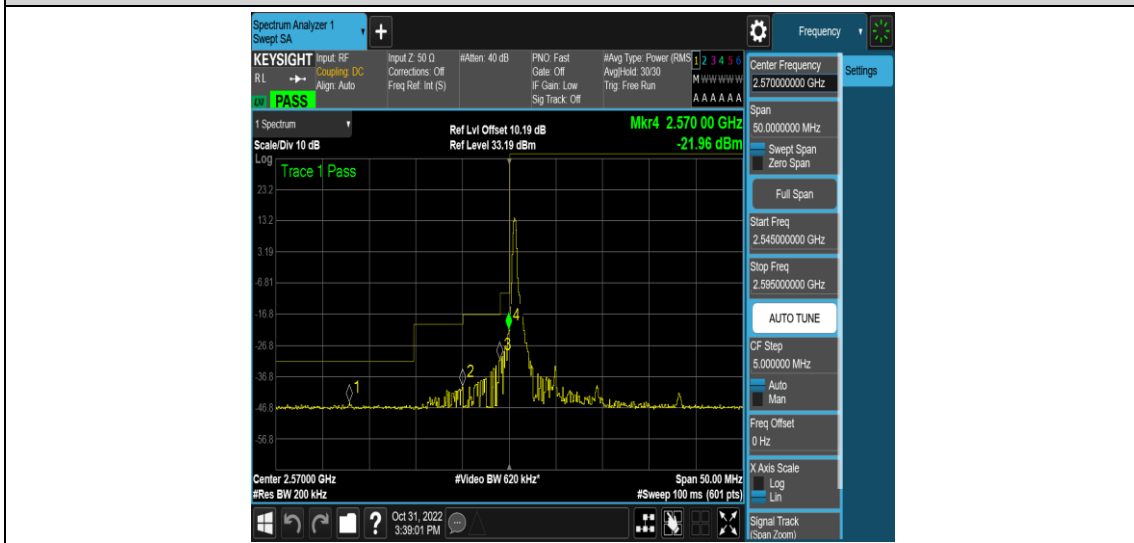 Spectrum Analyzer 1
Swept SA
+
Frequency
KEYSIGHT
R L
LXI
PASS
Input: RF
Coupling: DC
Align: Auto
Input Z: 50 Ω
Corrections: Off
Freq Ref: Int (S)
#Atten: 40 dB
PNO: Fast
Gate: Off
IF Gain: Low
Sig Track: Off
#Avg Type: Power (RMS
Avg|Hold: 30/30
Trig: Free Run
1 2 3 4 5 6
M W W W W W
A A A A A A
1 Spectrum
Scale/Div 10 dB
Ref Lvl Offset 10.19 dB
Ref Level 33.19 dBm
Mkr4 2.570 00 GHz
-21.96 dBm
Log
Trace 1 Pass
23.2
13.2
3.19
-6.81
-16.8
-26.8
-36.8
-46.8
-56.8
1
2
3
4
Center 2.57000 GHz
#Res BW 200 kHz
#Video BW 620 kHz*
Span 50.00 MHz
#Sweep 100 ms (601 pts)
?
Oct 31, 2022
3:39:01 PM
Center Frequency
2.570000000 GHz
Settings
Span
50.0000000 MHz
Swept Span
Zero Span
Full Span
Start Freq
2.545000000 GHz
Stop Freq
2.595000000 GHz
AUTO TUNE
CF Step
5.000000 MHz
Auto
Man
Freq Offset
0 Hz
X Axis Scale
Log
Lin
Signal Track
(Span Zoom)